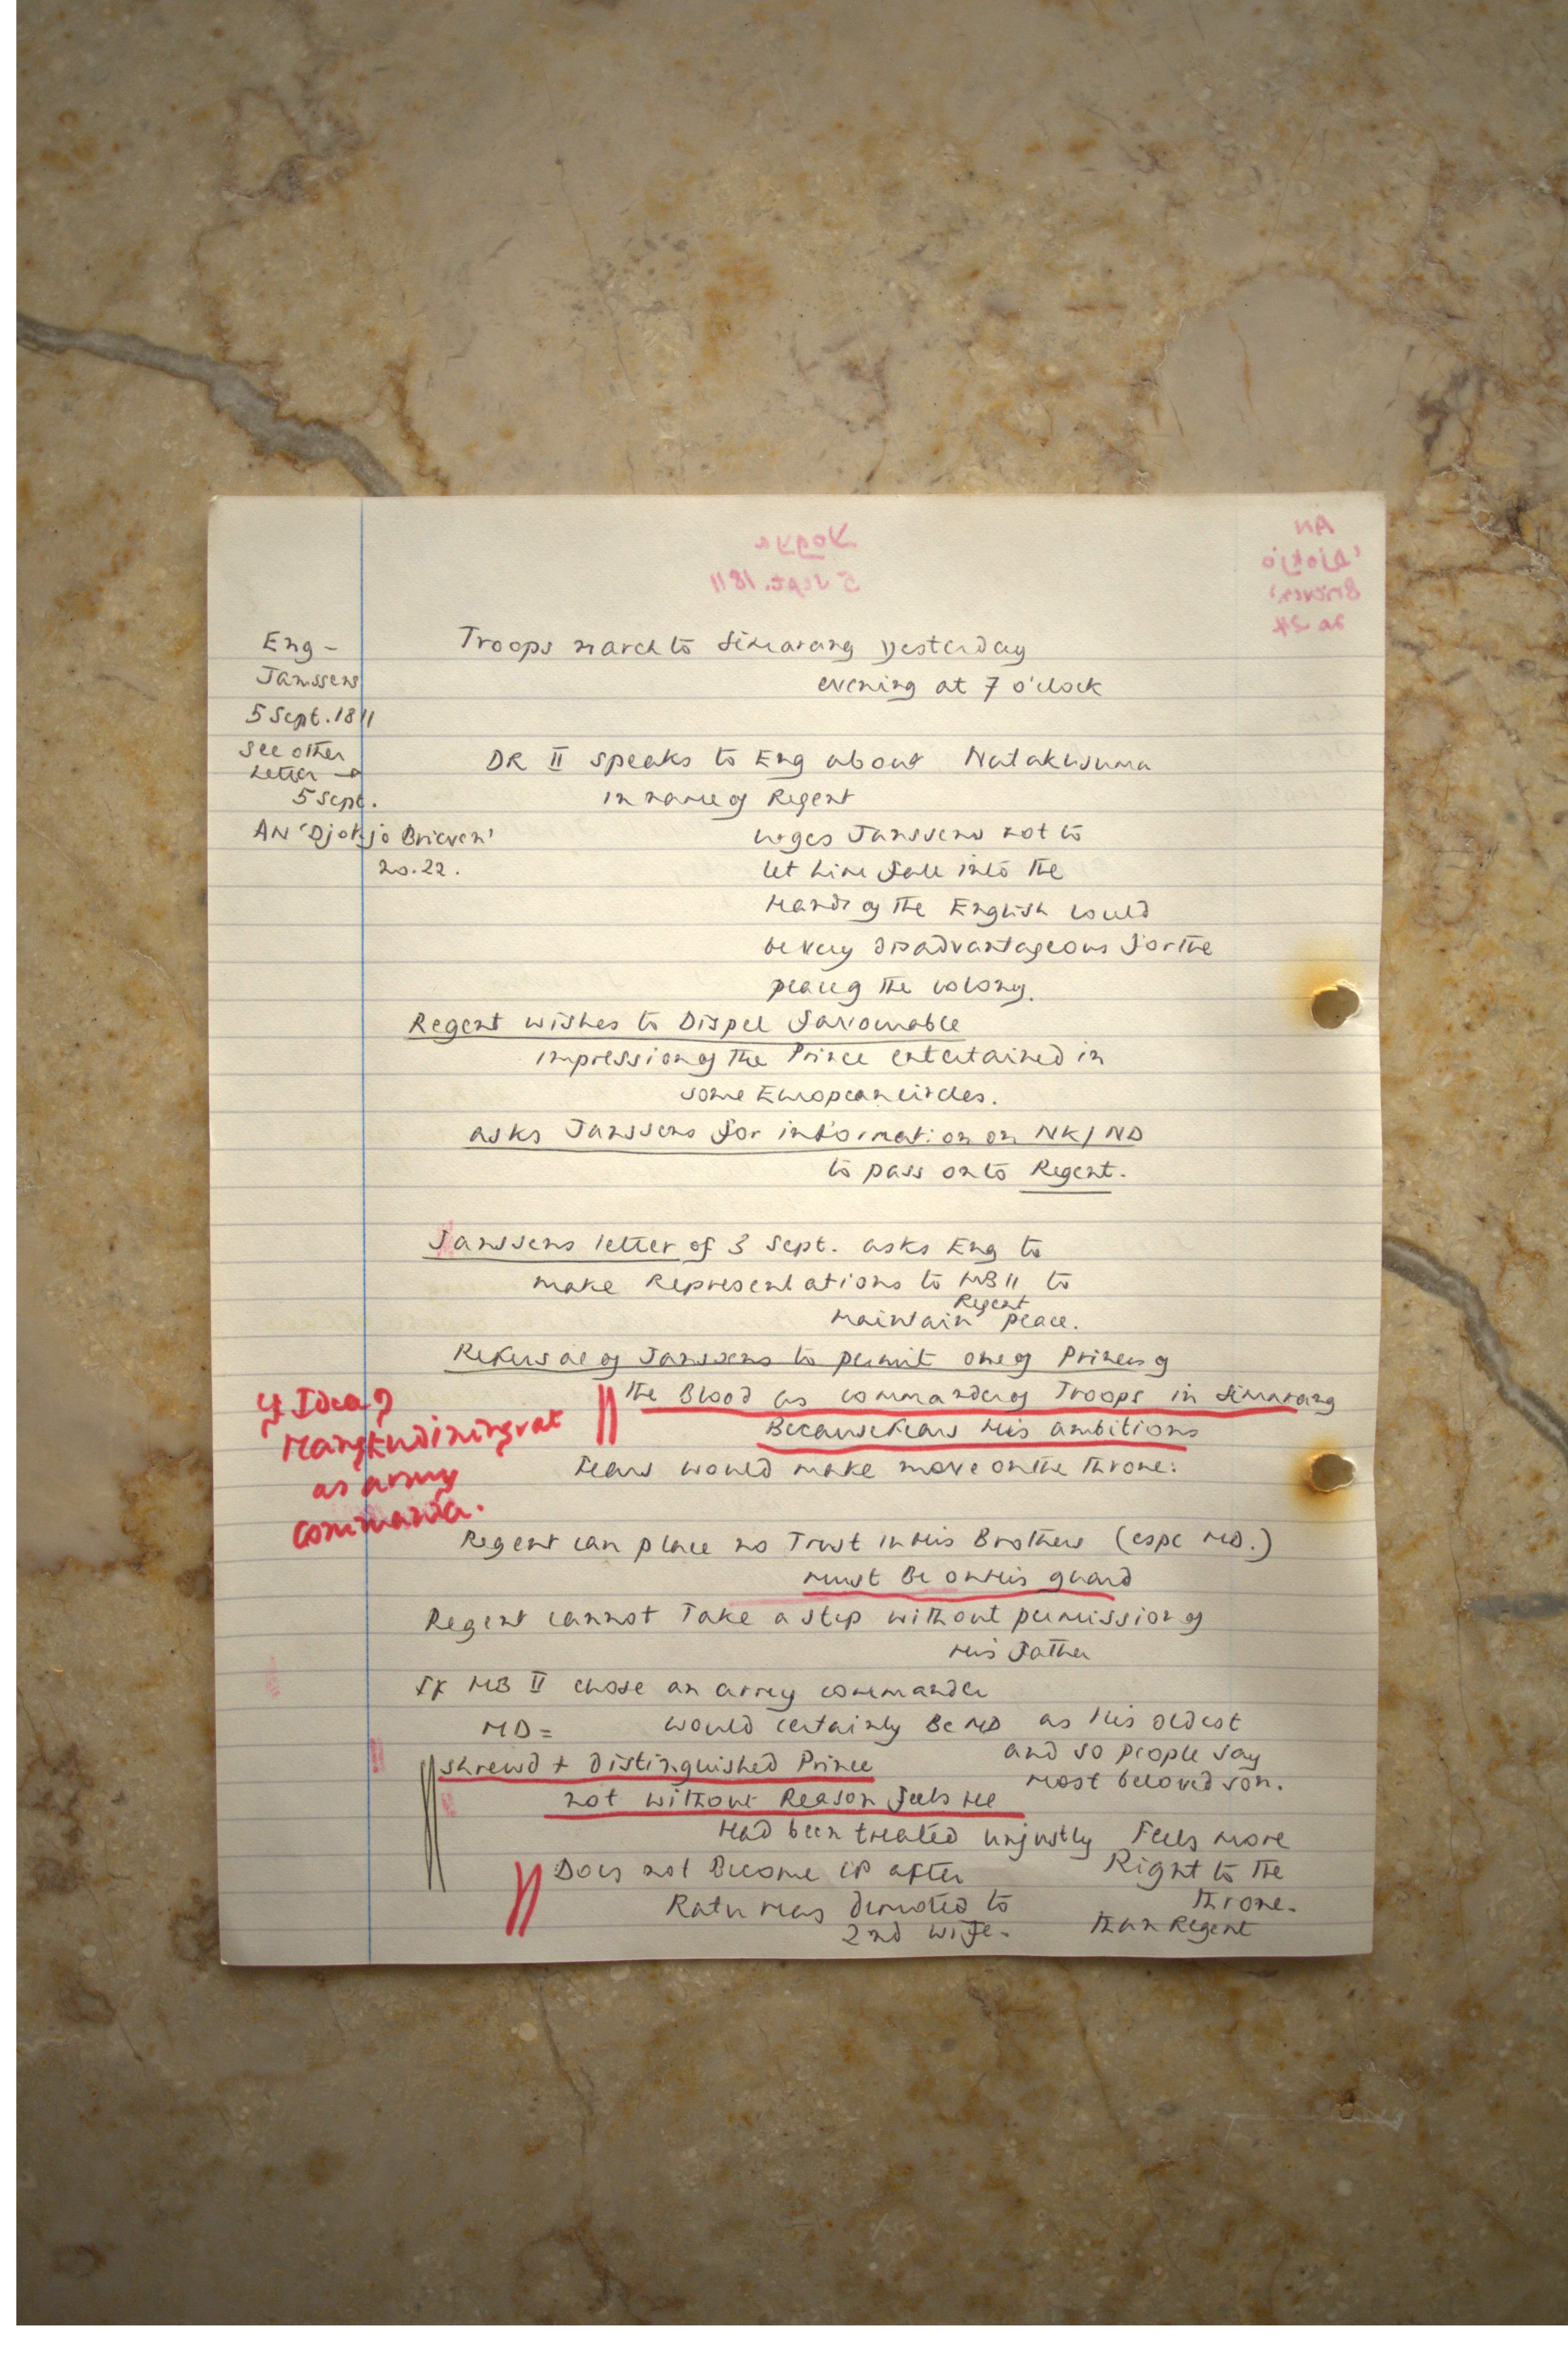 Eng -
Janssens
5 Sept. 1811
See other
Letter →
5 Sept.
AN 'Djokjo Brieven'
no. 22.
Troops march to Semarang yesterday
evening at 7 o'clock
DR II speaks to Eng about Natakusuma
in name of Regent
urges Janssens not to
let him fall into the
Hands of the English could
be very disadvantageous for the
peace of the colony.
Regent wishes to Dispel favourable
impression of the Prince entertained in
some European circles.
asks Janssens for information on NK/ND
to pass on to Regent.
Janssens letter of 3 Sept. asks Eng to
make Representations to HB II to
Regent
maintain peace.
Refusal of Janssens to permit one of Princes of
the Blood as commander of Troops in Semarang
Because Fears His ambitions
Fears would make move on the throne.
Idea of
Mangkudiningrat
as army
commander.
Regent can place no Trust in His Brothers (espc MD.)
Must Be on His guard
Regent cannot Take a step without permission of
His Father
If HB II chose an army commander
MD = would certainly Be MD as His oldest
and so people say
most beloved son.
shrewd + distinguished Prince
not without Reason feels He
Had been treated unjustly Feels more
Right to the
throne.
than Regent
Does not Become CP after
Ratu was demoted to
2nd wife.
Yogya
5 Sept. 1811
AN
'Djokjo
Brieven'